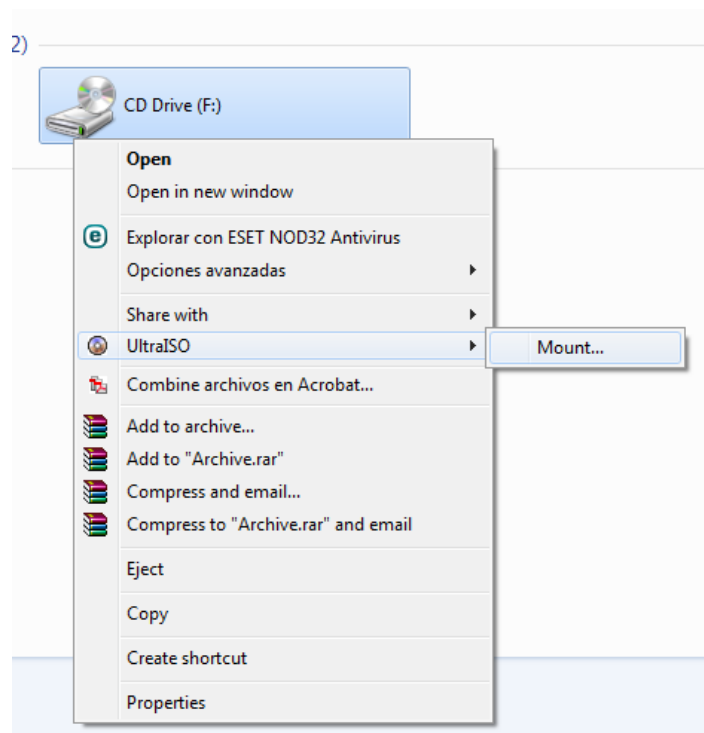 2)
CD Drive (F:)
Open
Open in new window
Explorar con ESET NOD32 Antivirus
Opciones avanzadas
Share with
UltraISO
Mount...
Combine archivos en Acrobat...
Add to archive...
Add to "Archive.rar"
Compress and email...
Compress to "Archive.rar" and email
Eject
Copy
Create shortcut
Properties